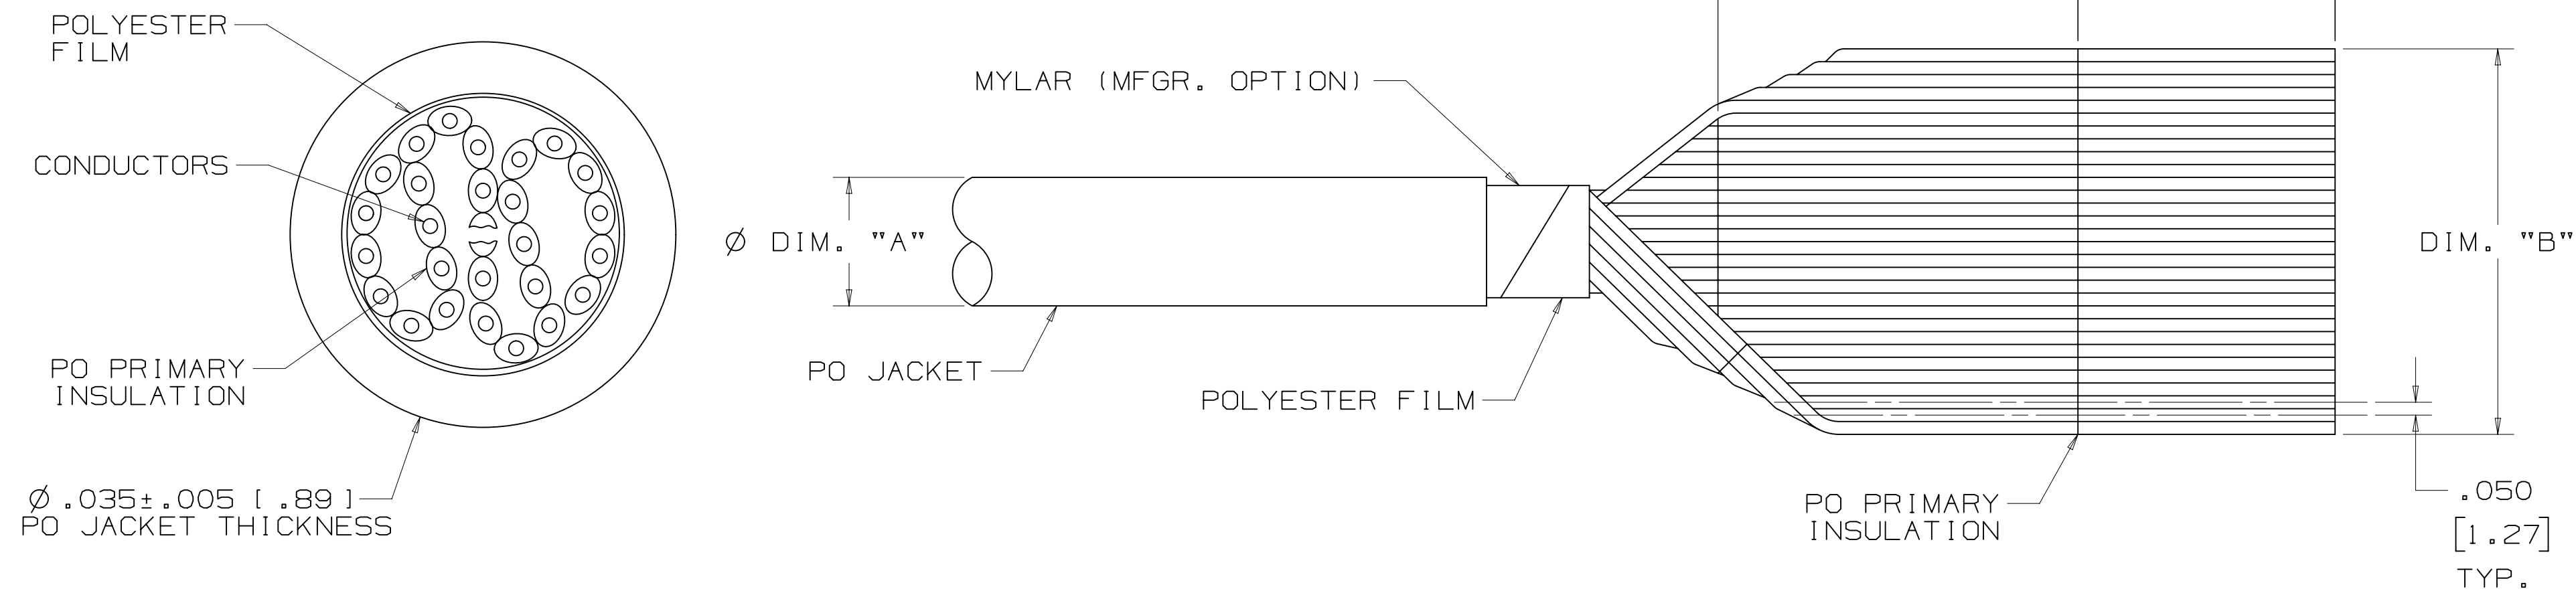 POLYESTER
FILM
CONDUCTORS
PO PRIMARY
INSULATION
Ø .035±.005 [.89]
PO JACKET THICKNESS
MYLAR (MFGR. OPTION)
Ø DIM. "A"
PO JACKET
POLYESTER FILM
PO PRIMARY
INSULATION
DIM. "B"
.050
[1.27]
TYP.